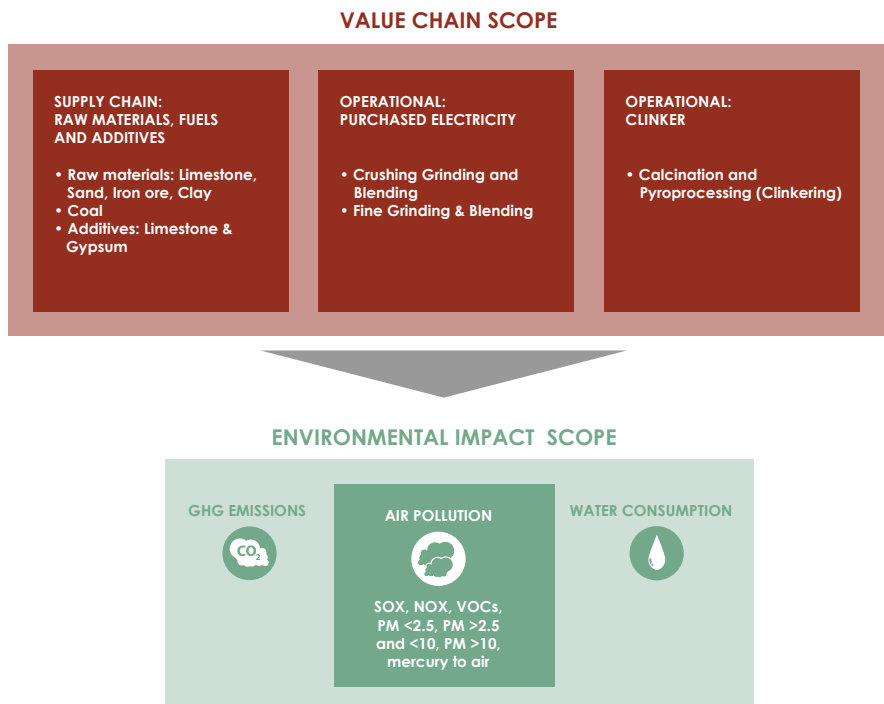 VALUE CHAIN SCOPE
SUPPLY CHAIN:
RAW MATERIALS, FUELS
AND ADDITIVES
• Raw materials: Limestone,
Sand, Iron ore, Clay
• Coal
• Additives: Limestone &
Gypsum
OPERATIONAL:
PURCHASED ELECTRICITY
• Crushing Grinding and
Blending
• Fine Grinding & Blending
OPERATIONAL:
CLINKER
• Calcination and
Pyroprocessing (Clinkering)
ENVIRONMENTAL IMPACT SCOPE
GHG EMISSIONS
CO2
AIR POLLUTION
SOX, NOX, VOCs,
PM <2.5, PM >2.5
and <10, PM >10,
mercury to air
WATER CONSUMPTION